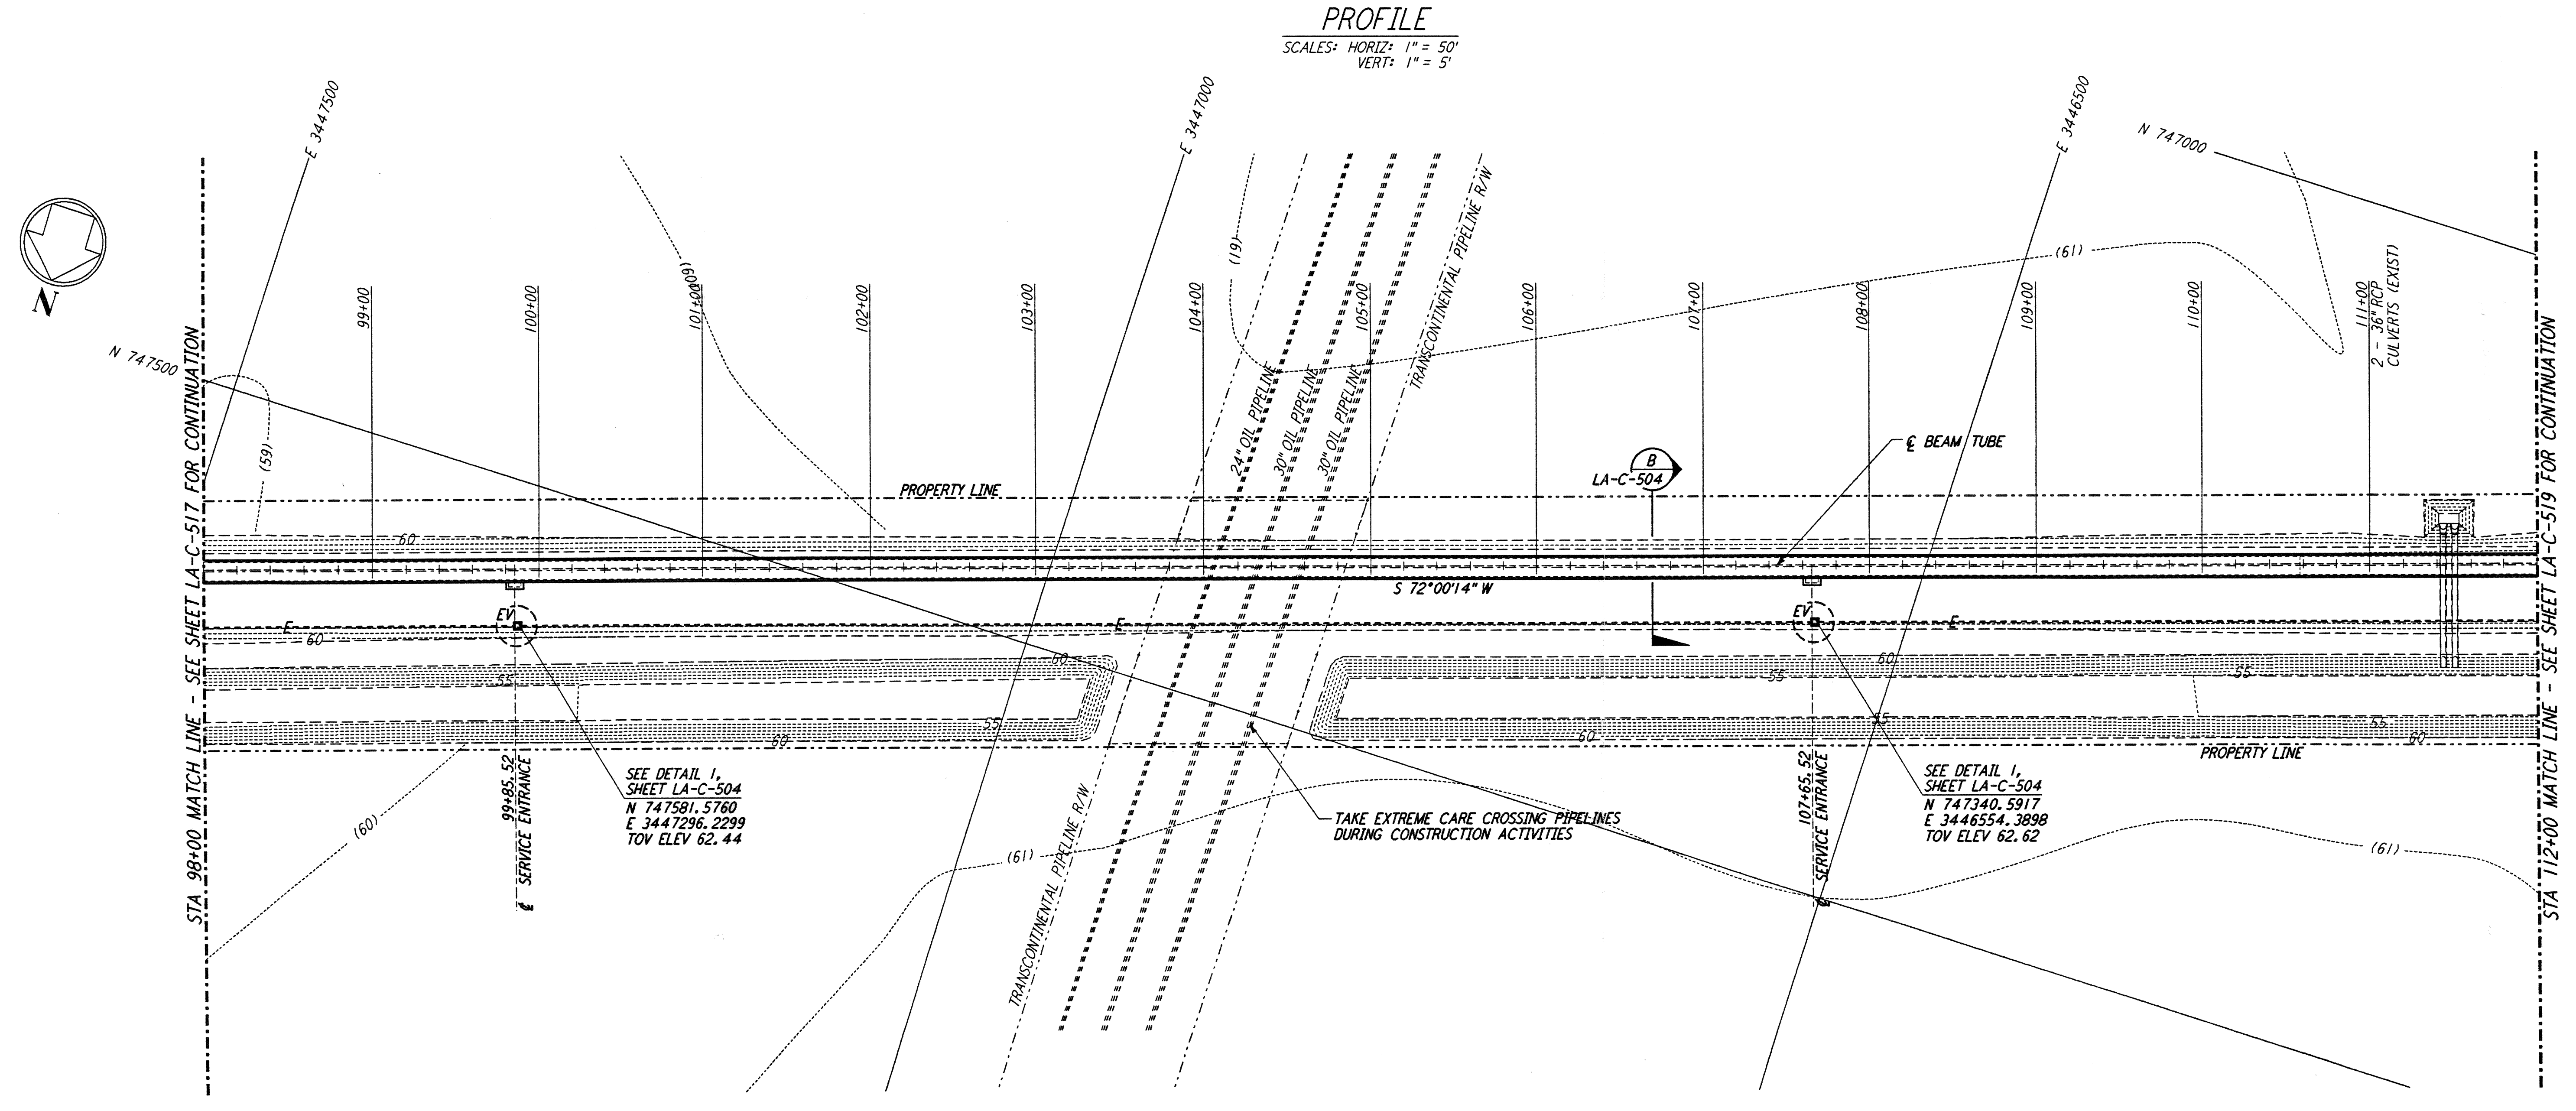 PROFILE
SCALES: HORIZ: 1" = 50'
VERT: 1" = 5'
E 3447500
E 3447000
E 3446500
N 747000
N
N 747500
TRANSCONTINENTAL PIPELINE R/W
(60)
(61)
(61)
99+00
100+00
101+00
102+00
103+00
104+00
105+00
106+00
107+00
108+00
109+00
110+00
111+00
2 - 36" RCP
CULVERTS (EXIST)
STA 98+00 MATCH LINE - SEE SHEET LA-C-517 FOR CONTINUATION
(59)
24" OIL PIPELINE
30" OIL PIPELINE
30" OIL PIPELINE
B
LA-C-504
℄ BEAM TUBE
PROPERTY LINE
60
S 72°00'14" W
EV
EV
E
E
E
60
60
60
55
55
55
55
55
55
60
60
60
PROPERTY LINE
99+85.52
℄ SERVICE ENTRANCE
SEE DETAIL 1,
SHEET LA-C-504
N 747581.5760
E 3447296.2299
TOV ELEV 62.44
107+65.52
℄ SERVICE ENTRANCE
SEE DETAIL 1,
SHEET LA-C-504
N 747340.5917
E 3446554.3898
TOV ELEV 62.62
TAKE EXTREME CARE CROSSING PIPELINES
DURING CONSTRUCTION ACTIVITIES
(60)
(61)
(61)
TRANSCONTINENTAL PIPELINE R/W
STA 112+00 MATCH LINE - SEE SHEET LA-C-519 FOR CONTINUATION